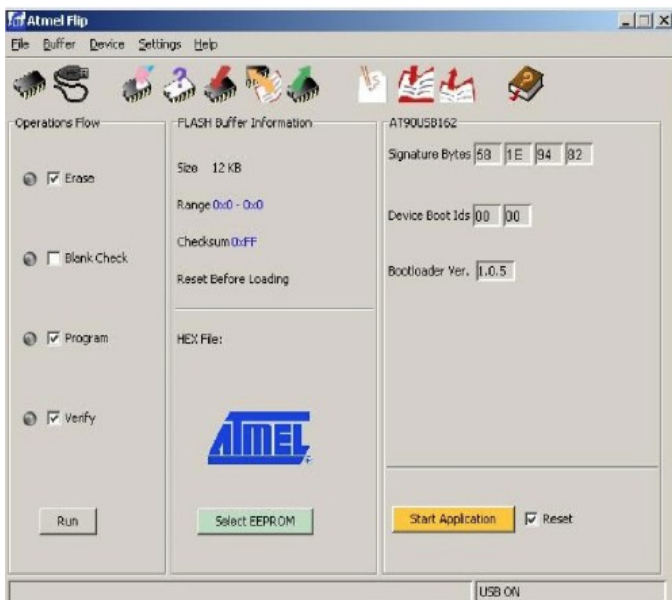 Atmel Flip
File Buffer Device Settings Help
Operations Flow
Erase
Blank Check
Program
Verify
Run
FLASH Buffer Information
Size 12 KB
Range 0x0 - 0x0
Checksum 0xFF
Reset Before Loading
HEX File:
ATMEL
Select EEPROM
AT90USB162
Signature Bytes 58 1E 94 82
Device Boot Ids 00 00
Bootloader Ver. 1.0.5
Start Application Reset
USB ON